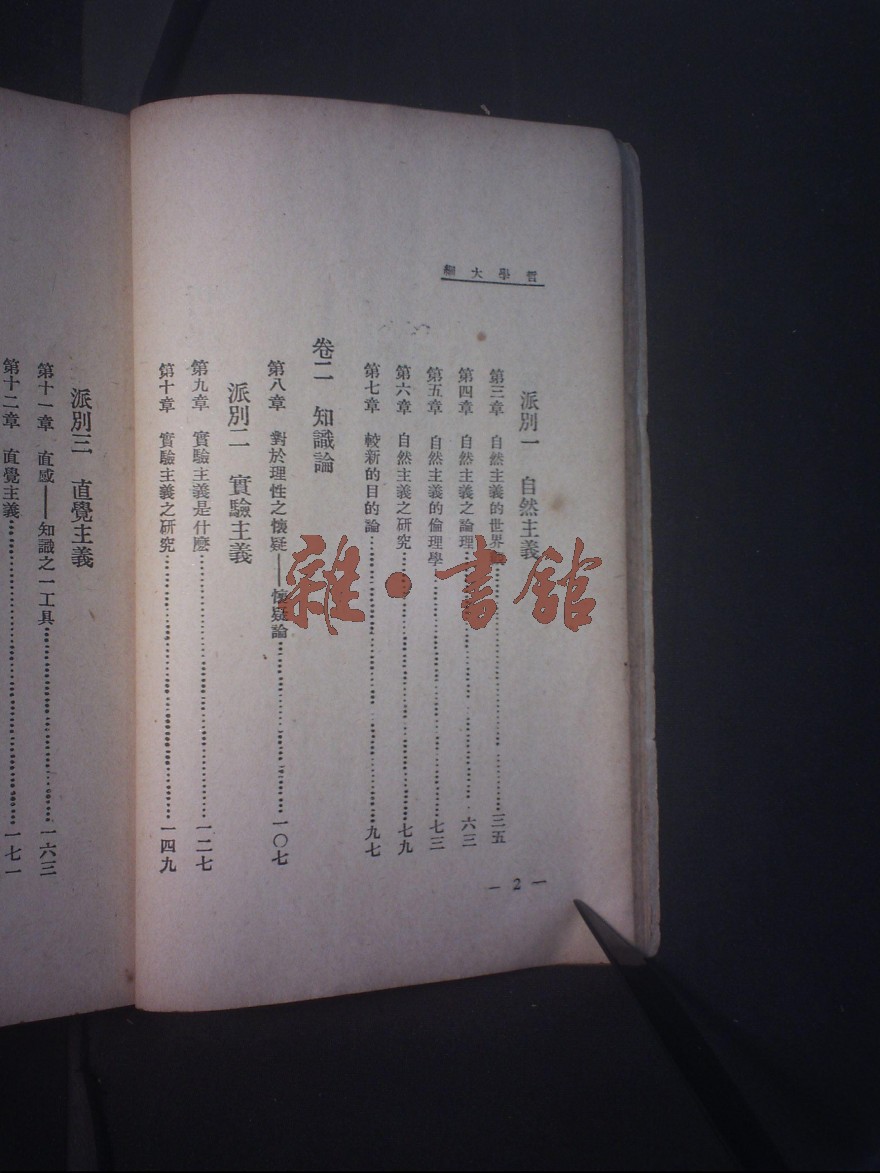 哲學大綱
派別一　自然主義
第三章　自然主義的世界……三五
第四章　自然主義之論理……六三
第五章　自然主義的倫理學……七三
第六章　自然主義之研究……七九
第七章　較新的目的論……九七
卷二　知識論
第八章　對於理性之懷疑——懷疑論……一〇七
派別二　實驗主義
第九章　實驗主義是什麽……一二七
第十章　實驗主義之研究……一四九
— 2 —
派別三　直覺主義
第十一章　直感——知識之一工具……一六三
第十二章　直覺主義……一七一
雜·書館